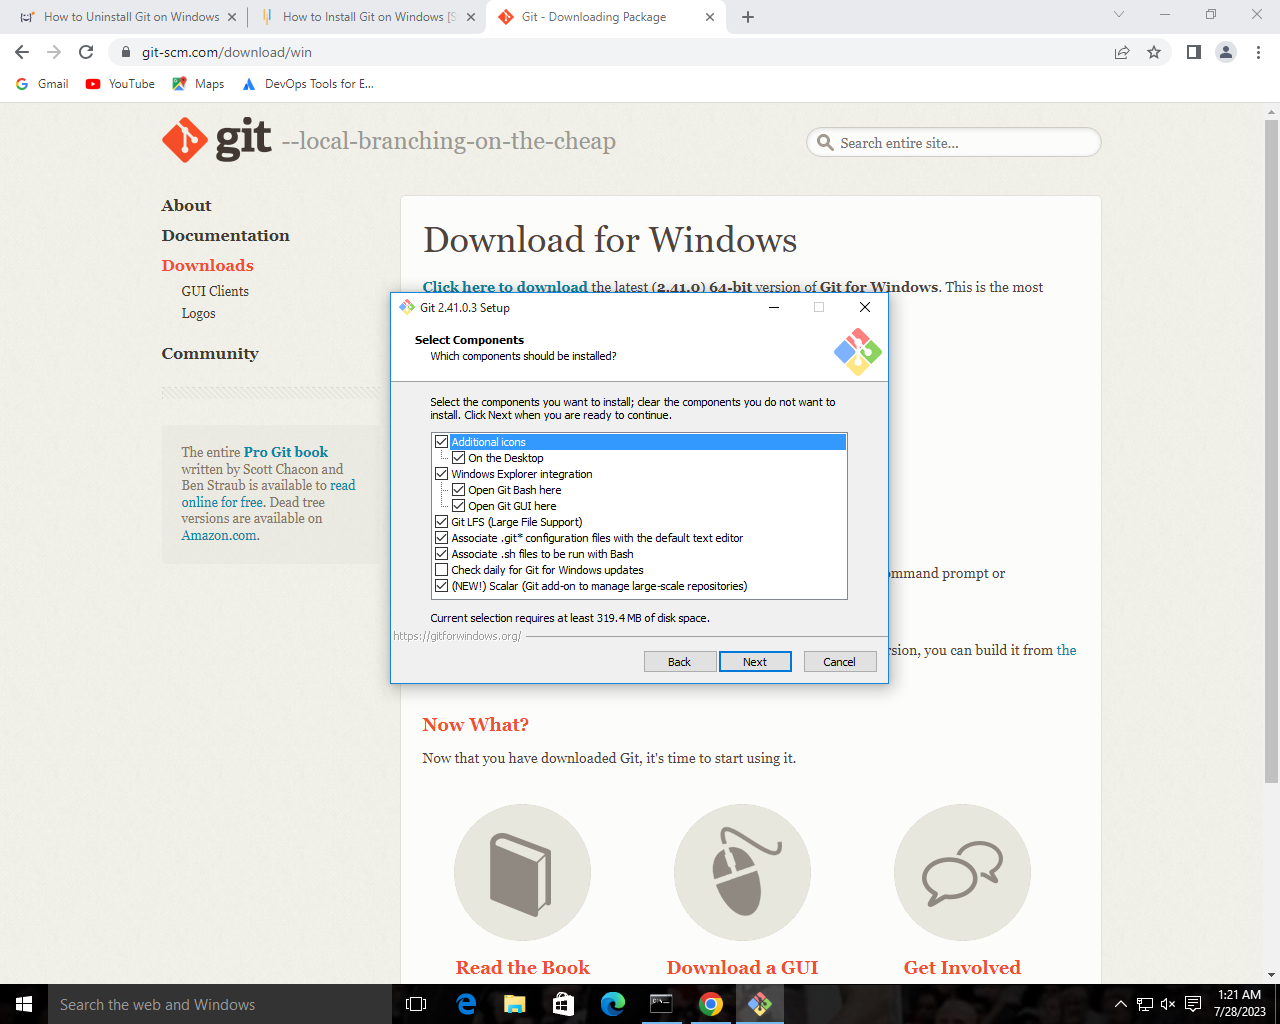 How to Uninstall Git on Windows
How to Install Git on Windows [S
Git - Downloading Package
git-scm.com/download/win
Gmail
YouTube
Maps
DevOps Tools for E...
git --local-branching-on-the-cheap
Search entire site...
About
Documentation
Downloads
GUI Clients
Logos
Community
The entire Pro Git book
written by Scott Chacon and
Ben Straub is available to read
online for free. Dead tree
versions are available on
Amazon.com.
Download for Windows
Click here to download the latest (2.41.0) 64-bit version of Git for Windows. This is the most
Git 2.41.0.3 Setup
Select Components
Which components should be installed?
Select the components you want to install; clear the components you do not want to
install. Click Next when you are ready to continue.
Additional icons
On the Desktop
Windows Explorer integration
Open Git Bash here
Open Git GUI here
Git LFS (Large File Support)
Associate .git* configuration files with the default text editor
Associate .sh files to be run with Bash
Check daily for Git for Windows updates
(NEW!) Scalar (Git add-on to manage large-scale repositories)
Current selection requires at least 319.4 MB of disk space.
https://gitforwindows.org/
Back
Next
Cancel
mmand prompt or
rsion, you can build it from the
Now What?
Now that you have downloaded Git, it's time to start using it.
Read the Book
Download a GUI
Get Involved
Search the web and Windows
1:21 AM
7/28/2023